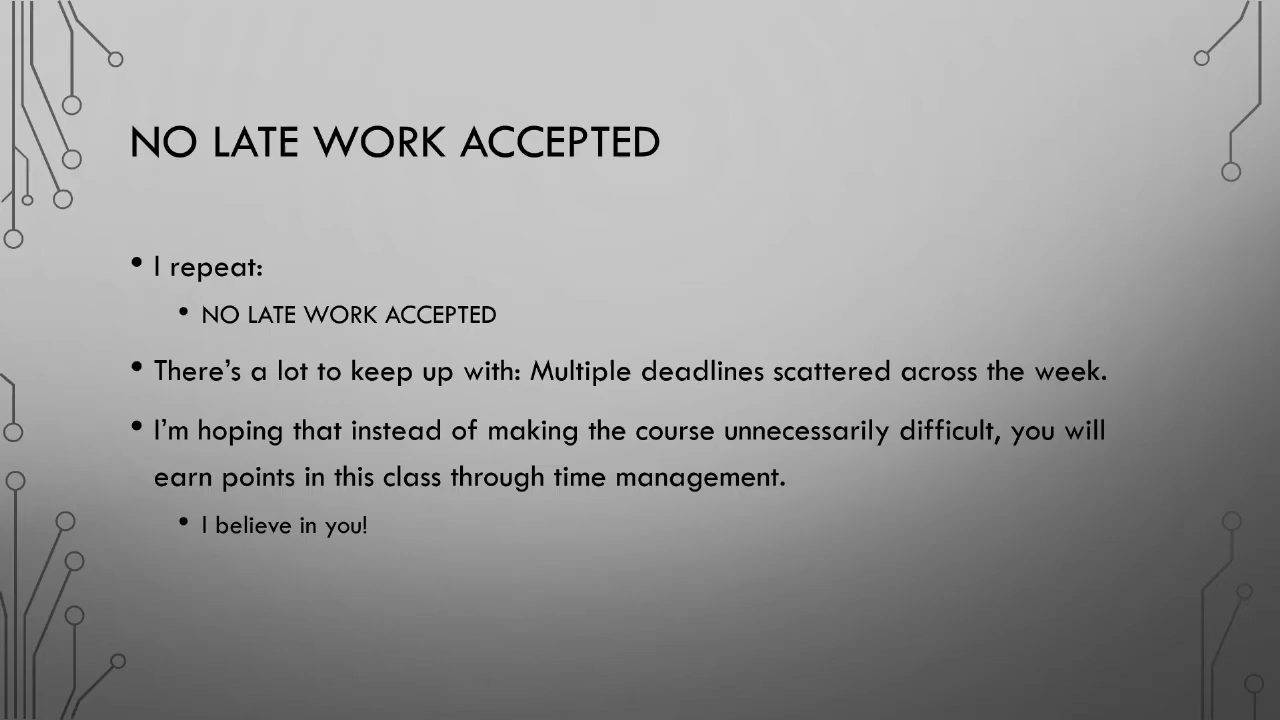 NO LATE WORK ACCEPTED
• I repeat:
• NO LATE WORK ACCEPTED
• There’s a lot to keep up with: Multiple deadlines scattered across the week.
• I’m hoping that instead of making the course unnecessarily difficult, you will
earn points in this class through time management.
• I believe in you!